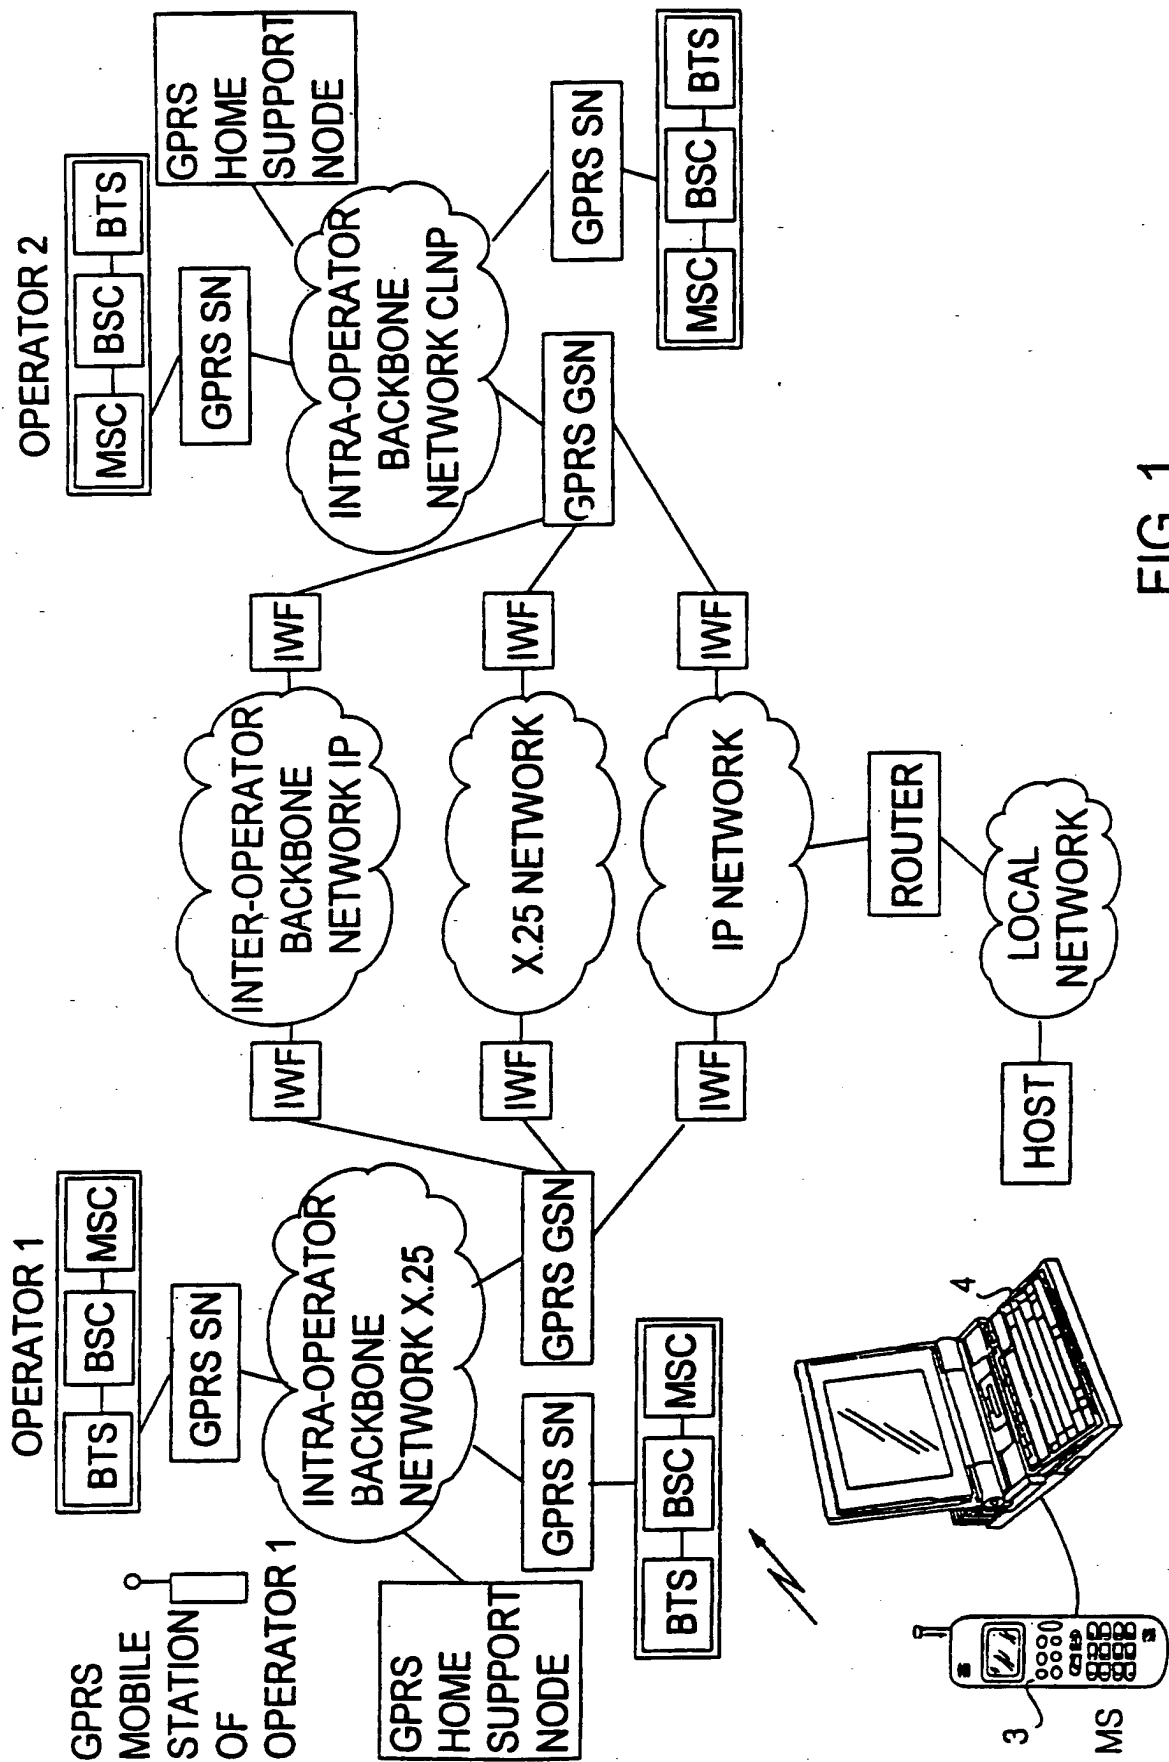 OPERATOR 1
OPERATOR 2
BTS
BSC
MSC
MSC
BSC
BTS
GPRS
MOBILE
STATION
OF
OPERATOR 1
GPRS SN
GPRS SN
GPRS
HOME
SUPPORT
NODE
INTRA-OPERATOR
BACKBONE
NETWORK X.25
IWF
INTER-OPERATOR
BACKBONE
NETWORK IP
IWF
INTRA-OPERATOR
BACKBONE
NETWORK CLNP
GPRS
HOME
SUPPORT
NODE
GPRS SN
GPRS GSN
IWF
X.25 NETWORK
IWF
GPRS GSN
GPRS SN
BTS
BSC
MSC
IWF
IP NETWORK
IWF
MSC
BSC
BTS
ROUTER
HOST
LOCAL
NETWORK
3
4
MS
FIG. 1